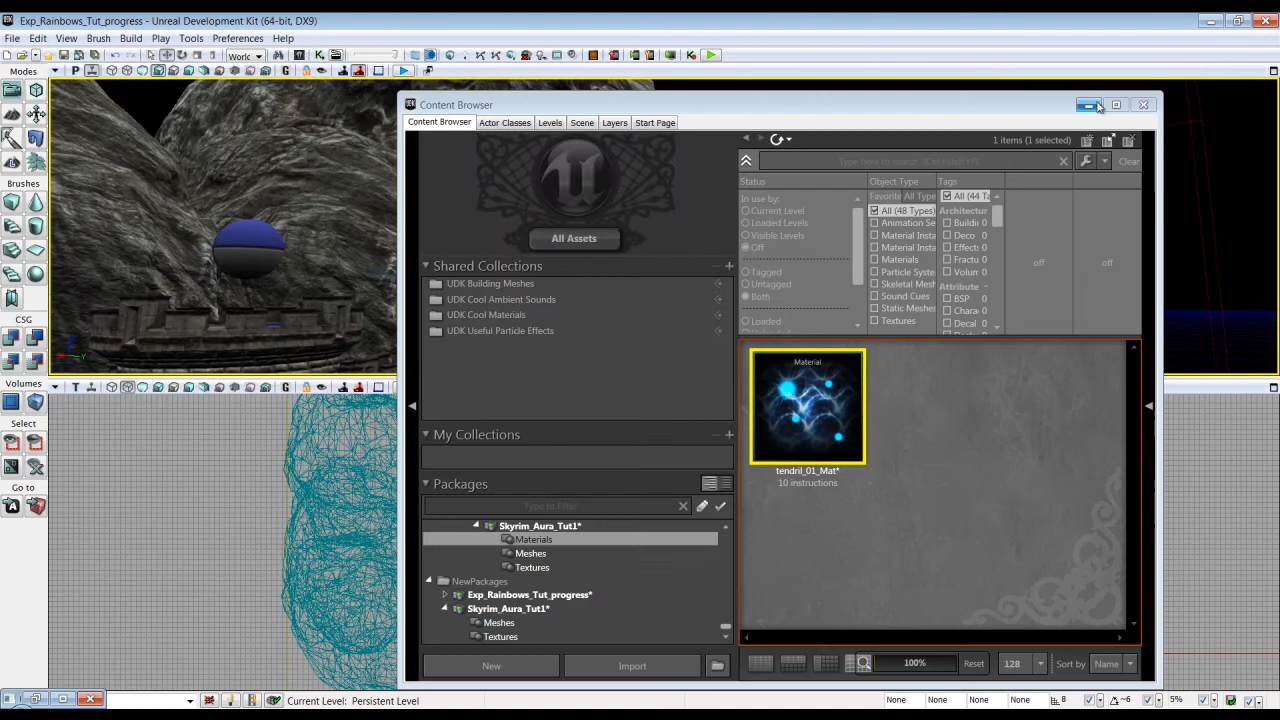 Exp_Rainbows_Tut_progress - Unreal Development Kit (64-bit, DX9)
File Edit View Brush Build Play Tools Preferences Help
Modes
Brushes
CSG
Volumes
Select
Go to
Content Browser
Content Browser Actor Classes Levels Scene Layers Start Page
1 items (1 selected)
Type here to search (Ctrl+Shift+F) Clear
Status Object Type Tags
In use by:
Current Level
Loaded Levels
Visible Levels
Off
Tagged
Untagged
Both
Loaded
Favorite All Type
All (48 Types)
Animation Se
Material Insta
Material Insta
Materials
Particle Syste
Skeletal Mesh
Sound Cues
Static Meshes
Textures
All (44 T
Architectur
Buildi 0
Deco 0
Effect 0
Fractu 0
Volum 0
Attribute
BSP 0
Chara 0
Decal 0
off off
All Assets
Shared Collections
UDK Building Meshes
UDK Cool Ambient Sounds
UDK Cool Materials
UDK Useful Particle Effects
My Collections
Packages
Type to Filter
Skyrim_Aura_Tut1*
Materials
Meshes
Textures
NewPackages
Exp_Rainbows_Tut_progress*
Skyrim_Aura_Tut1*
Meshes
Textures
New Import
Material
tendril_01_Mat*
10 instructions
100% Reset 128 Sort by Name
Current Level: Persistent Level
None None None None 8 ~6 5%